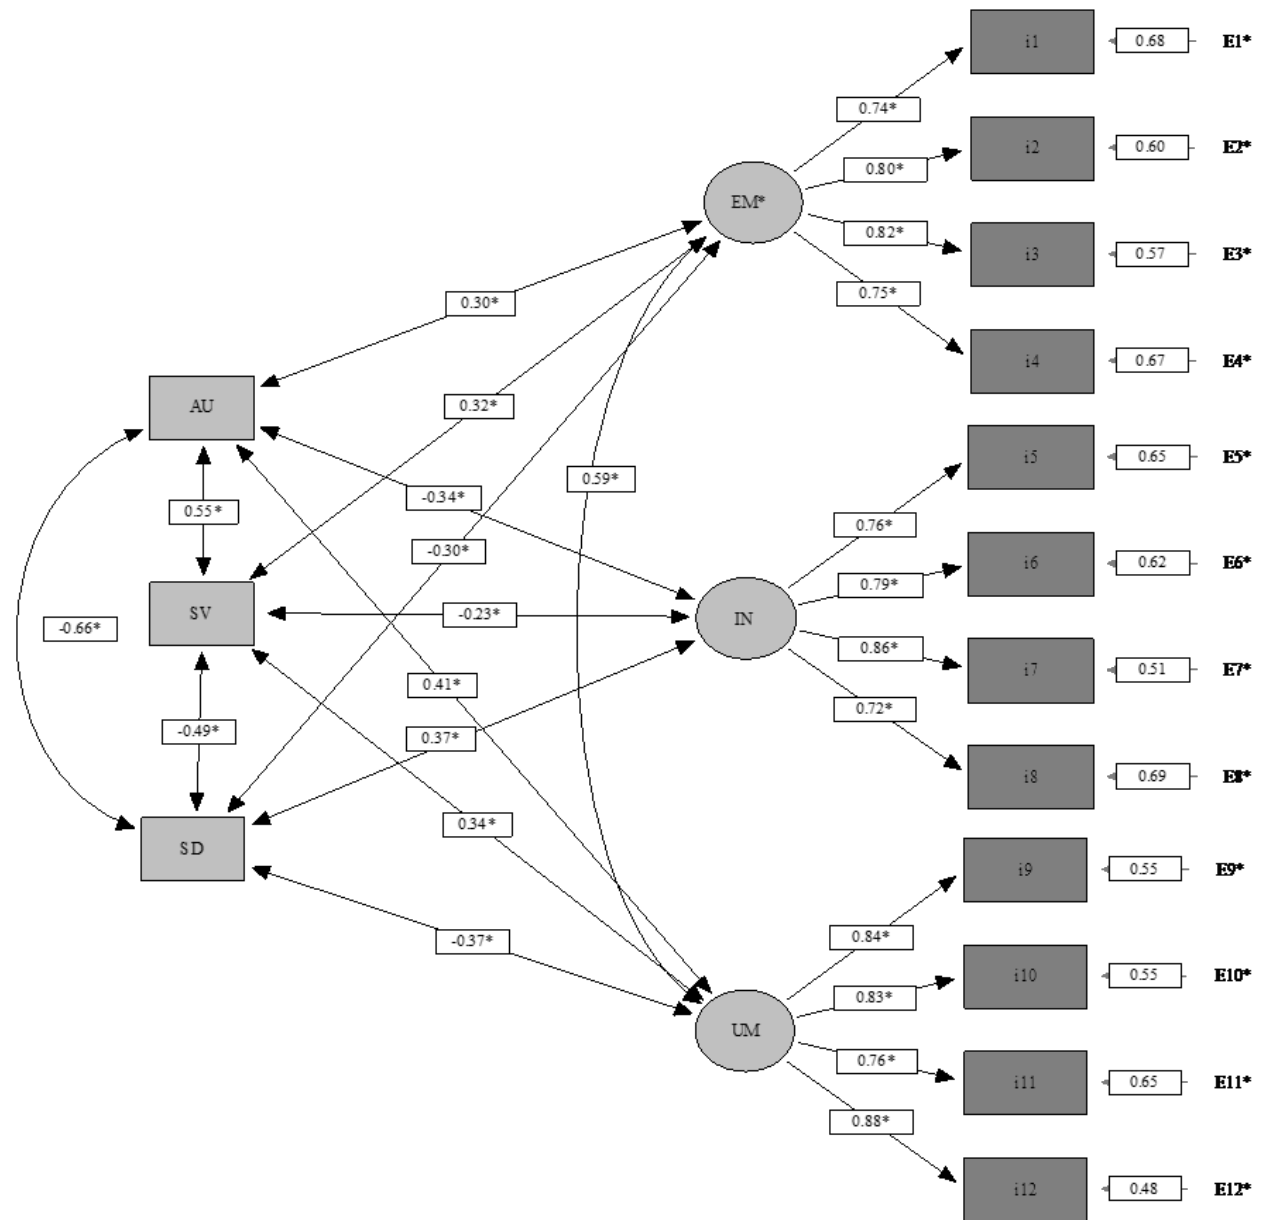 i1 0.68 E1*
0.74*
i2 0.60 E2*
0.80*
EM*
0.82*
i3 0.57 E3*
0.75*
0.30*
i4 0.67 E4*
AU
0.32*
i5 0.65 E5*
0.59*
-0.34*
0.55*
0.76*
-0.30*
i6 0.62 E6*
0.79*
SV
-0.23*
IN
-0.66*
0.86*
i7 0.51 E7*
0.41*
0.72*
-0.49*
0.37*
i8 0.69 E8*
0.34*
SD
i9 0.55 E9*
0.84*
-0.37*
i10 0.55 E10*
0.83*
UM
0.76*
i11 0.65 E11*
0.88*
i12 0.48 E12*